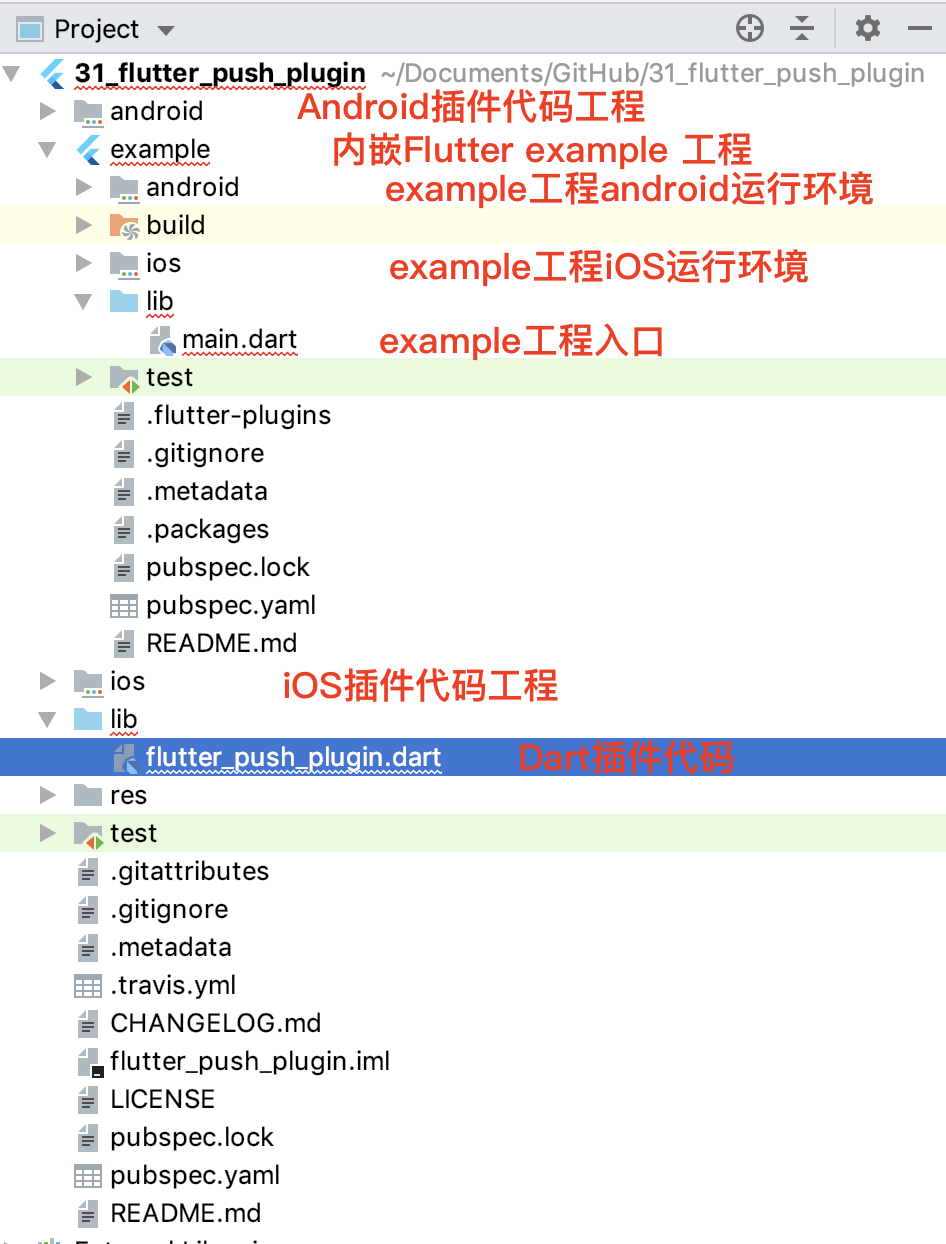 Project
31_flutter_push_plugin ~/Documents/GitHub/31_flutter_push_plugin
android Android插件代码工程
example 内嵌Flutter example 工程
android example工程android运行环境
build
ios example工程iOS运行环境
lib
main.dart example工程入口
test
.flutter-plugins
.gitignore
.metadata
.packages
pubspec.lock
pubspec.yaml
README.md
ios iOS插件代码工程
lib
flutter_push_plugin.dart Dart插件代码
res
test
.gitattributes
.gitignore
.metadata
.travis.yml
CHANGELOG.md
flutter_push_plugin.iml
LICENSE
pubspec.lock
pubspec.yaml
README.md